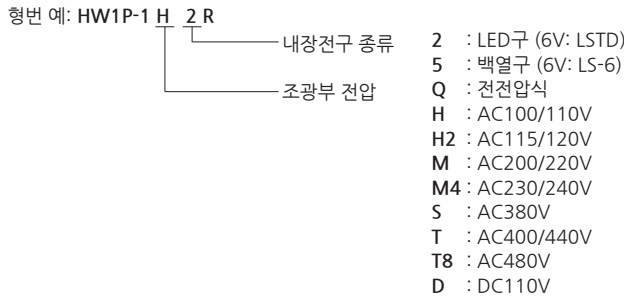 형번 예: HW1P-1 H 2 R
내장전구 종류
조광부 전압
2 : LED구 (6V: LSTD)
5 : 백열구 (6V: LS-6)
Q : 전전압식
H : AC100/110V
H2 : AC115/120V
M : AC200/220V
M4 : AC230/240V
S : AC380V
T : AC400/440V
T8 : AC480V
D : DC110V